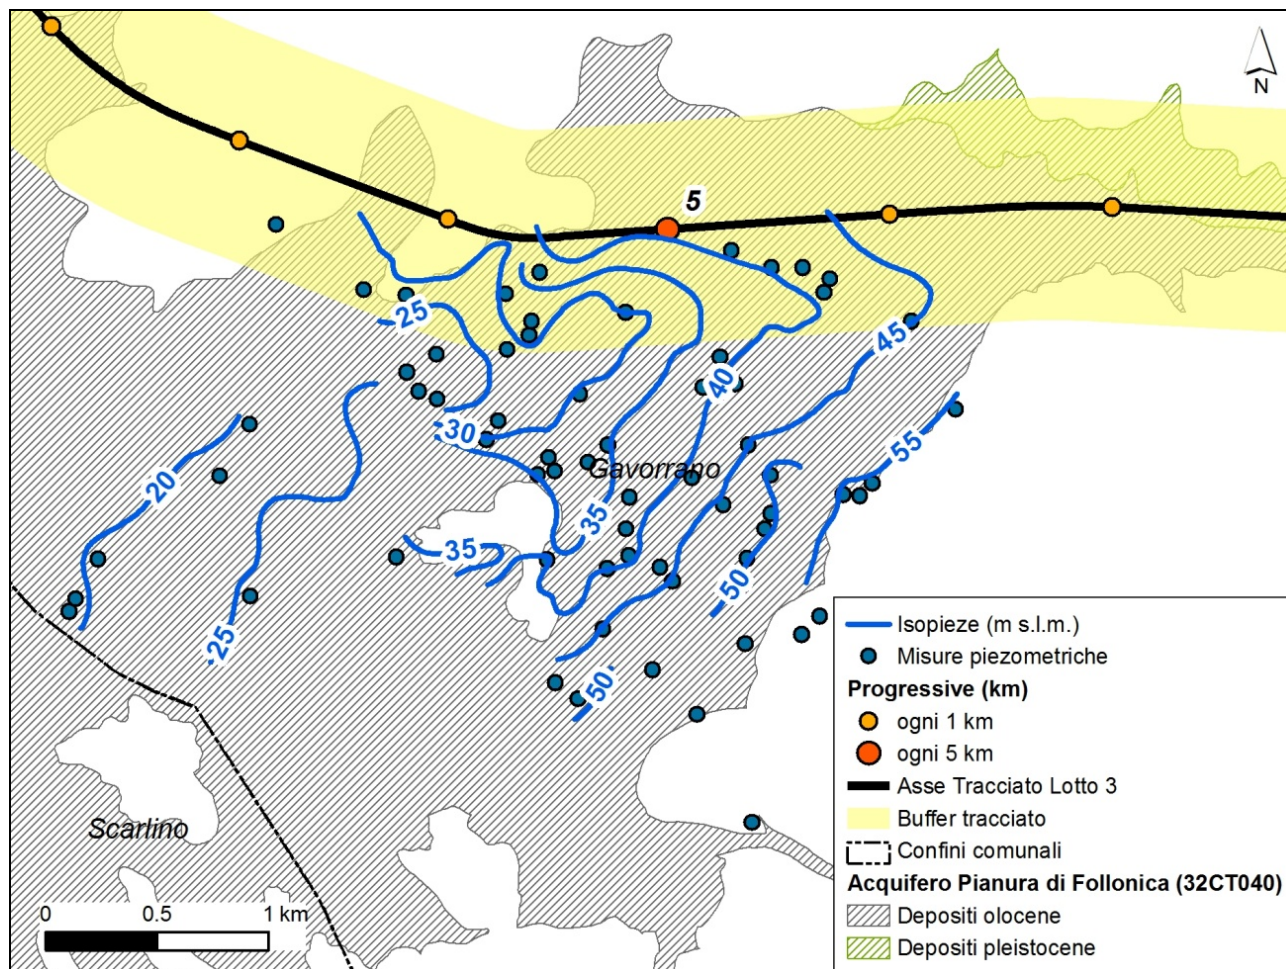 N
5
25
45
40
30
55
20
Gavorrano
35
35
50
25
50
Scarlino
0 0.5 1 km
Isopieze (m s.l.m.)
Misure piezometriche
Progressive (km)
ogni 1 km
ogni 5 km
Asse Tracciato Lotto 3
Buffer tracciato
Confini comunali
Acquifero Pianura di Follonica (32CT040)
Depositi olocene
Depositi pleistocene